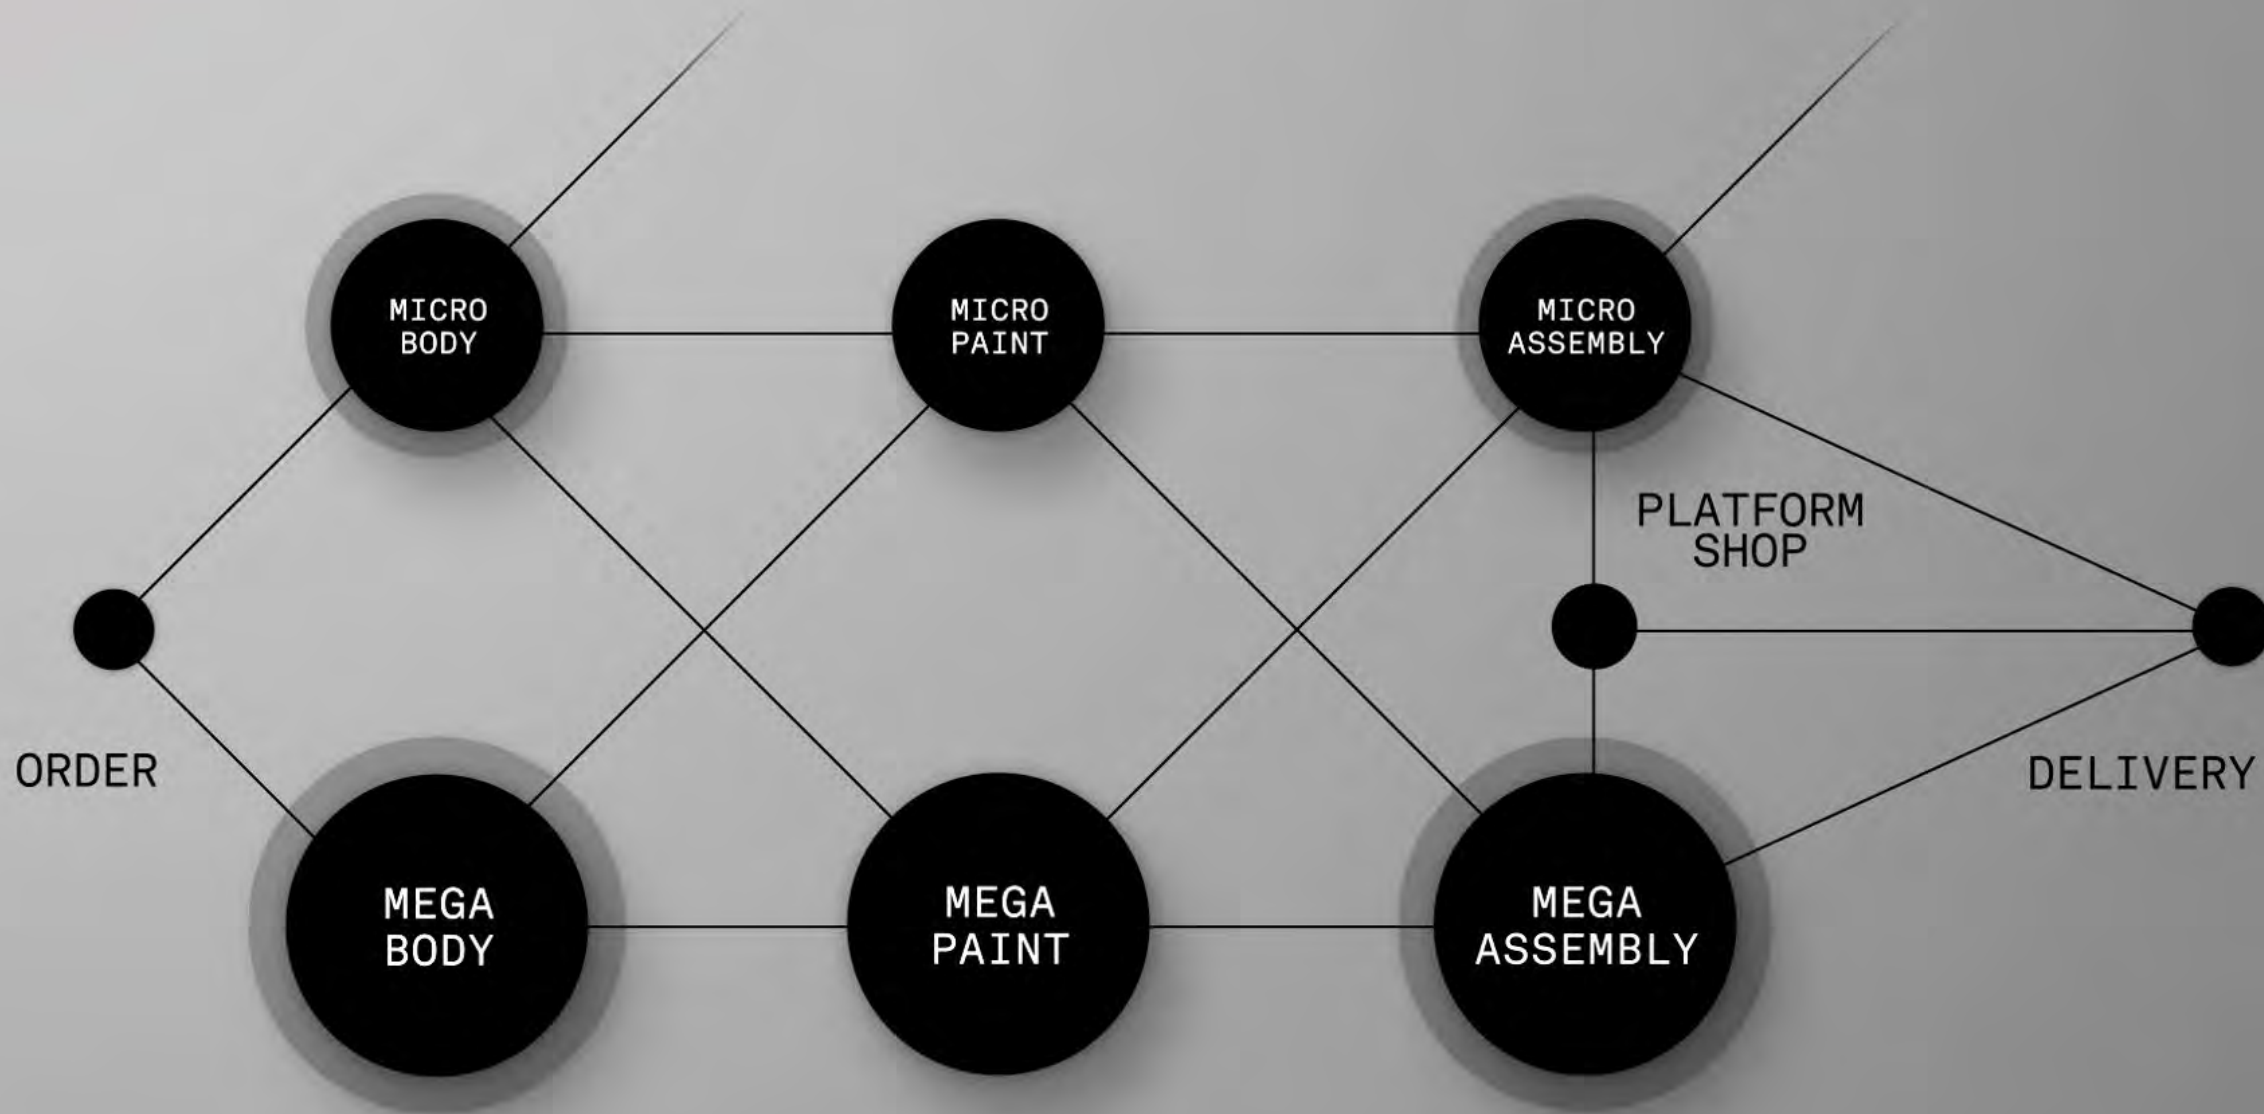 MICRO
BODY
MICRO
PAINT
MICRO
ASSEMBLY
PLATFORM
SHOP
ORDER
DELIVERY
MEGA
BODY
MEGA
PAINT
MEGA
ASSEMBLY